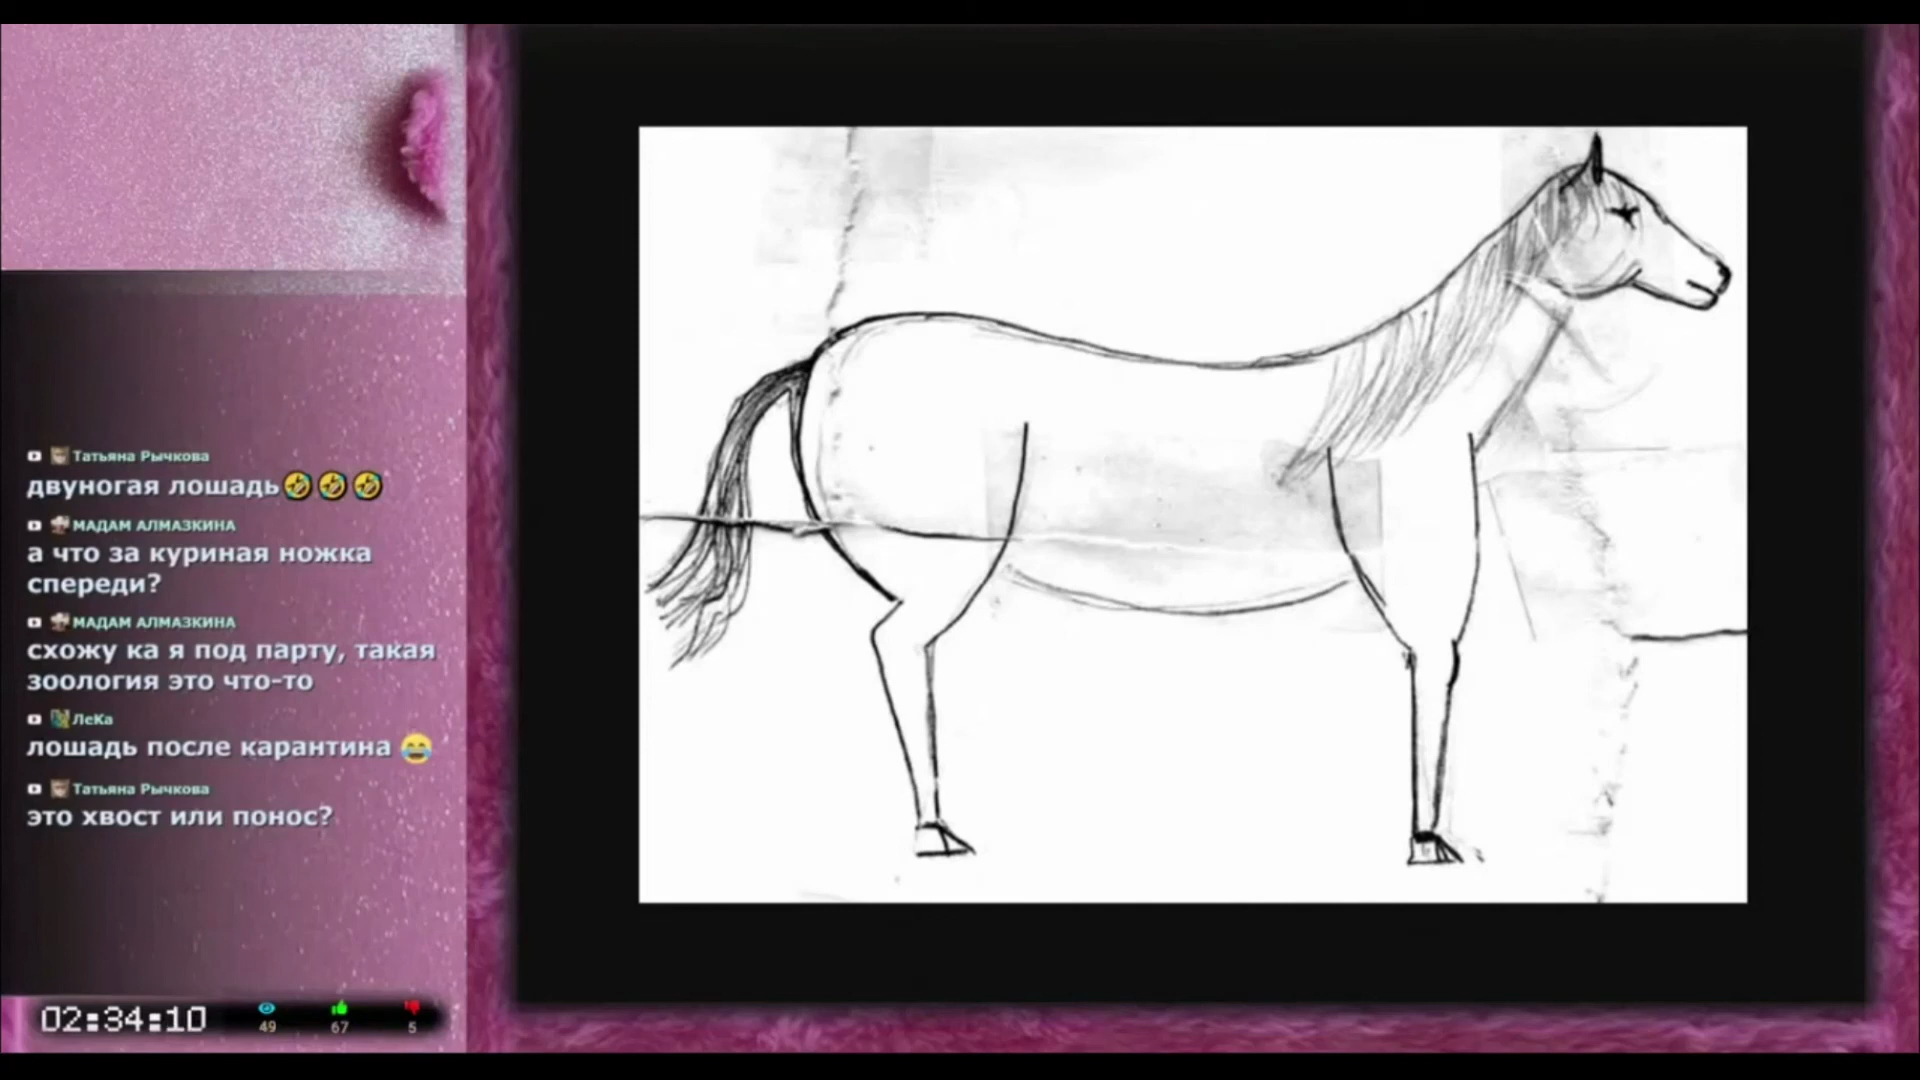 Татьяна Рычкова
двуногая лошадь🤣🤣🤣
МАДАМ АЛМАЗКИНА
а что за куриная ножка
спереди?
МАДАМ АЛМАЗКИНА
схожу ка я под парту, такая
зоология это что-то
ЛеКа
лошадь после карантина 😂
Татьяна Рычкова
это хвост или понос?
02:34:10
49 67 5